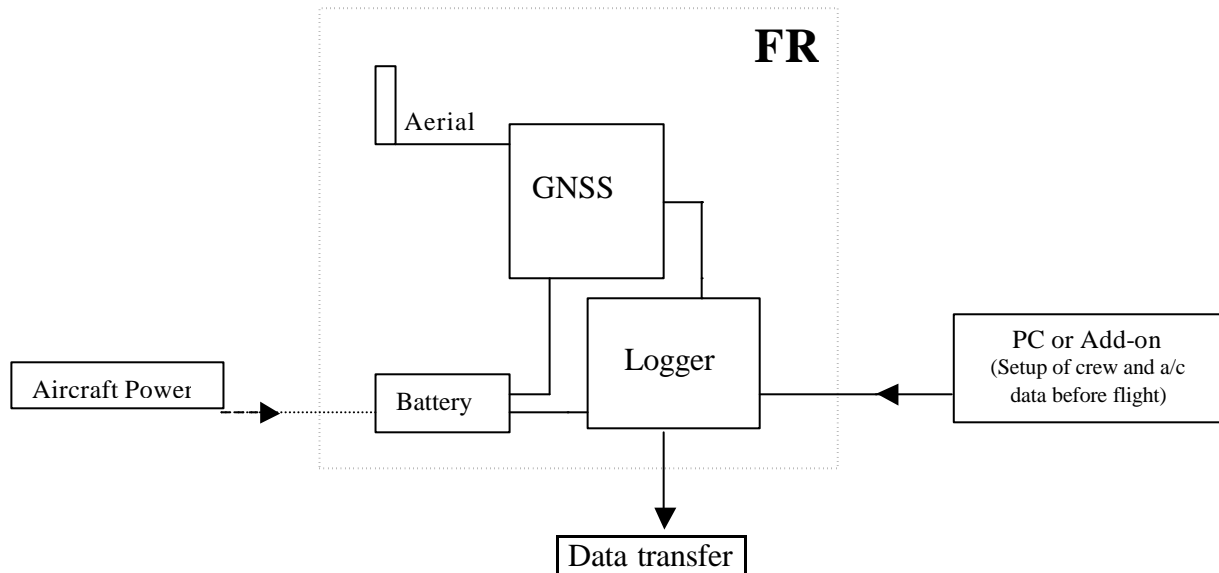 FR
Aerial
GNSS
Logger
PC or Add-on
(Setup of crew and a/c
data before flight)
Aircraft Power
Battery
Data transfer